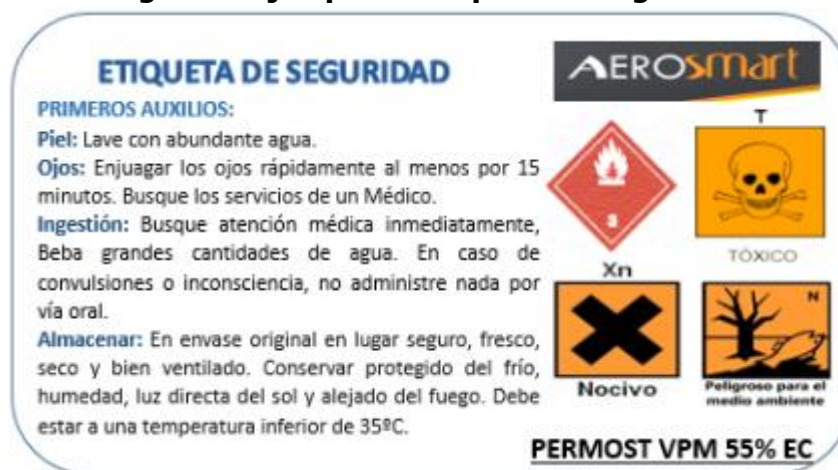 ETIQUETA DE SEGURIDAD
AEROSMart
PRIMEROS AUXILIOS:
Piel: Lave con abundante agua.
Ojos: Enjuagar los ojos rápidamente al menos por 15
minutos. Busque los servicios de un Médico.
Ingestión: Busque atención médica inmediatamente,
Beba grandes cantidades de agua. En caso de
convulsiones o inconsciencia, no administre nada por
vía oral.
Almacenar: En envase original en lugar seguro, fresco,
seco y bien ventilado. Conservar protegido del frío,
humedad, luz directa del sol y alejado del fuego. Debe
estar a una temperatura inferior de 35ºC.
4
3
T
TÓXICO
Xn
Nocivo
N
Peligroso para el
medio ambiente
PERMOST VPM 55% EC